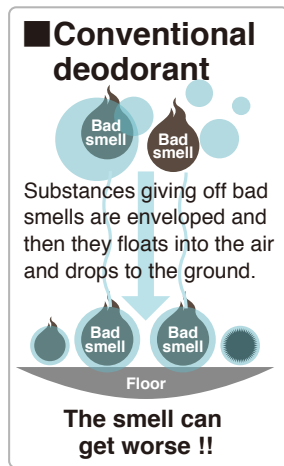 ■Conventional
deodorant
Bad
smell
Bad
smell
Substances giving off bad
smells are enveloped and
then they floats into the air
and drops to the ground.
Bad
smell
Bad
smell
Floor
The smell can
get worse !!